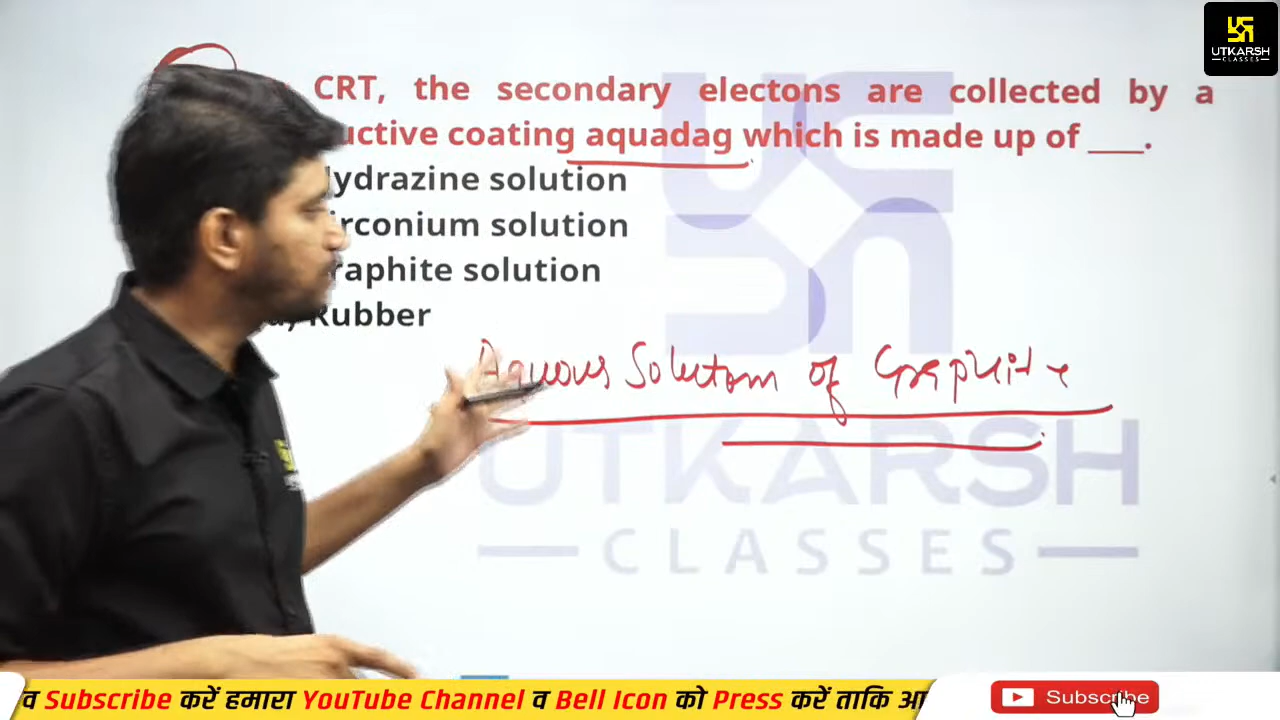 UTKARSH
CLASSES
CRT, the secondary electons are collected by a
uctive coating aquadag which is made up of ___.
ydrazine solution
irconium solution
raphite solution
Rubber
Aquous Solution of Graphite
UTKARSH
CLASSES
व Subscribe करें हमारा YouTube Channel व Bell Icon को Press करें ताकि आ
Subscribe